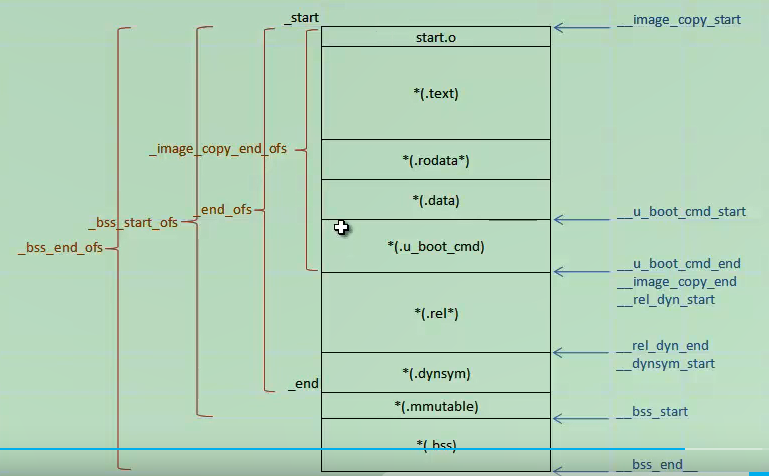 _start
__image_copy_start
start.o
*(.text)
_image_copy_end_ofs
*(.rodata*)
*(.data)
_end_ofs
__u_boot_cmd_start
_bss_start_ofs
_bss_end_ofs
*(.u_boot_cmd)
__u_boot_cmd_end
__image_copy_end
__rel_dyn_start
*(.rel*)
__rel_dyn_end
__dynsym_start
*(.dynsym)
_end
*(.mmutable)
__bss_start
*(.bss)
__bss_end__